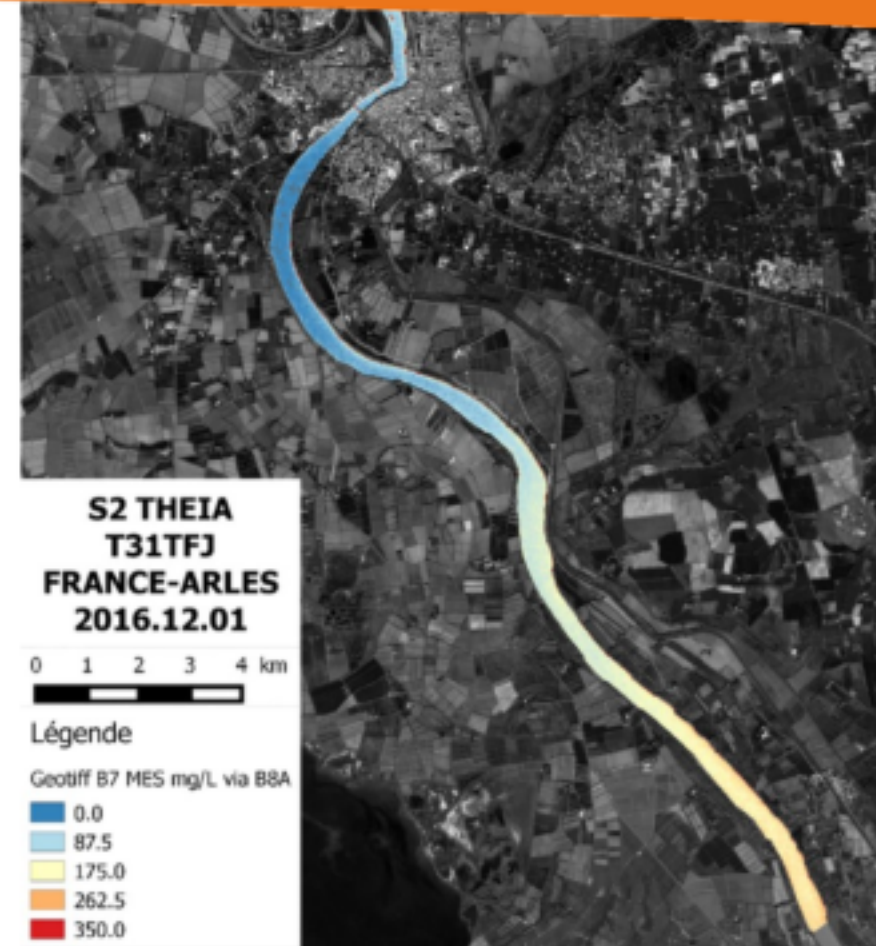 S2 THEIA
T31TFJ
FRANCE-ARLES
2016.12.01
0 1 2 3 4 km
Légende
Geotiff B7 MES mg/L via B8A
0.0
87.5
175.0
262.5
350.0